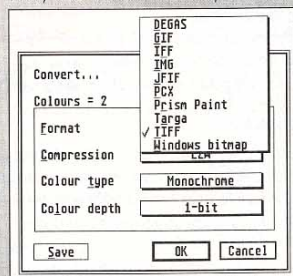 DEGAS
GIF
IFF
IMG
JFIF
PCX
Prism Paint
Targa
✓ TIFF
Windows bitmap
Convert...
Colours = 2
Format
Compression
LZW
Colour type
Monochrome
Colour depth
1-bit
Save
OK
Cancel